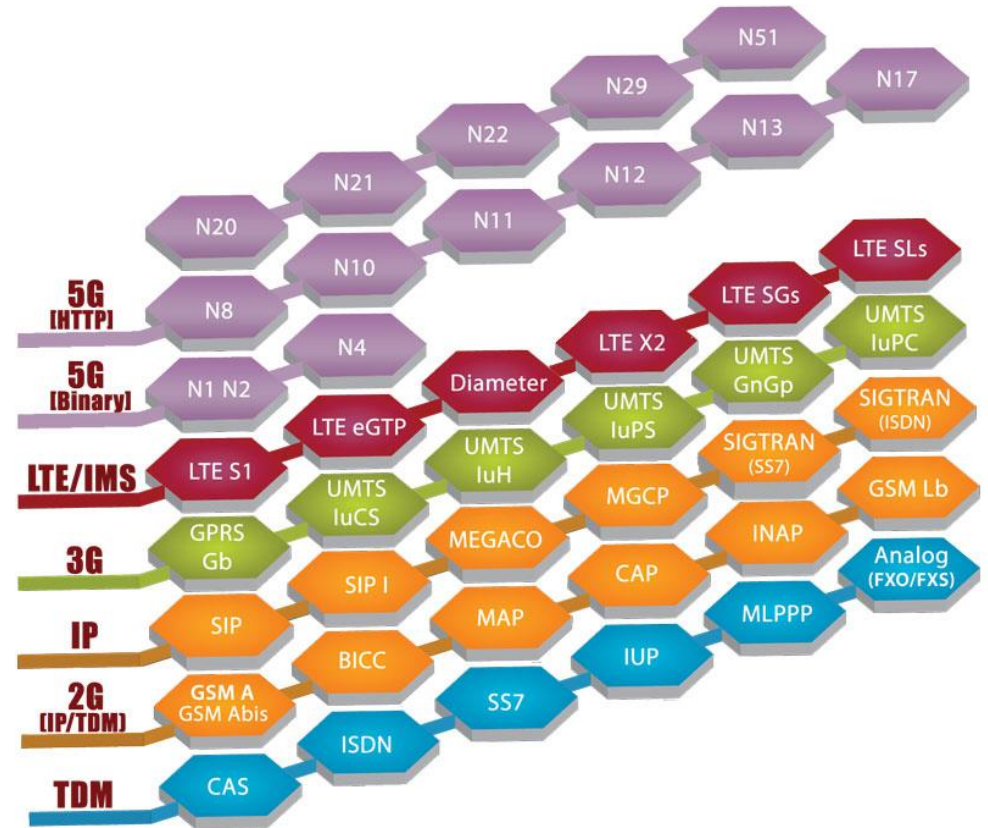 N20
N21
N22
N29
N51
5G
[HTTP]
N8
N10
N11
N12
N13
N17
5G
[Binary]
N1 N2
N4
LTE/IMS
LTE S1
LTE eGTP
Diameter
LTE X2
LTE SGs
LTE SLs
3G
GPRS
Gb
UMTS
IuCS
UMTS
IuH
UMTS
IuPS
UMTS
GnGp
UMTS
IuPC
IP
SIP
SIP I
MEGACO
MGCP
SIGTRAN
(SS7)
SIGTRAN
(ISDN)
2G
(IP/TDM)
GSM A
GSM Abis
BICC
MAP
CAP
INAP
GSM Lb
TDM
CAS
ISDN
SS7
IUP
MLPPP
Analog
(FXO/FXS)